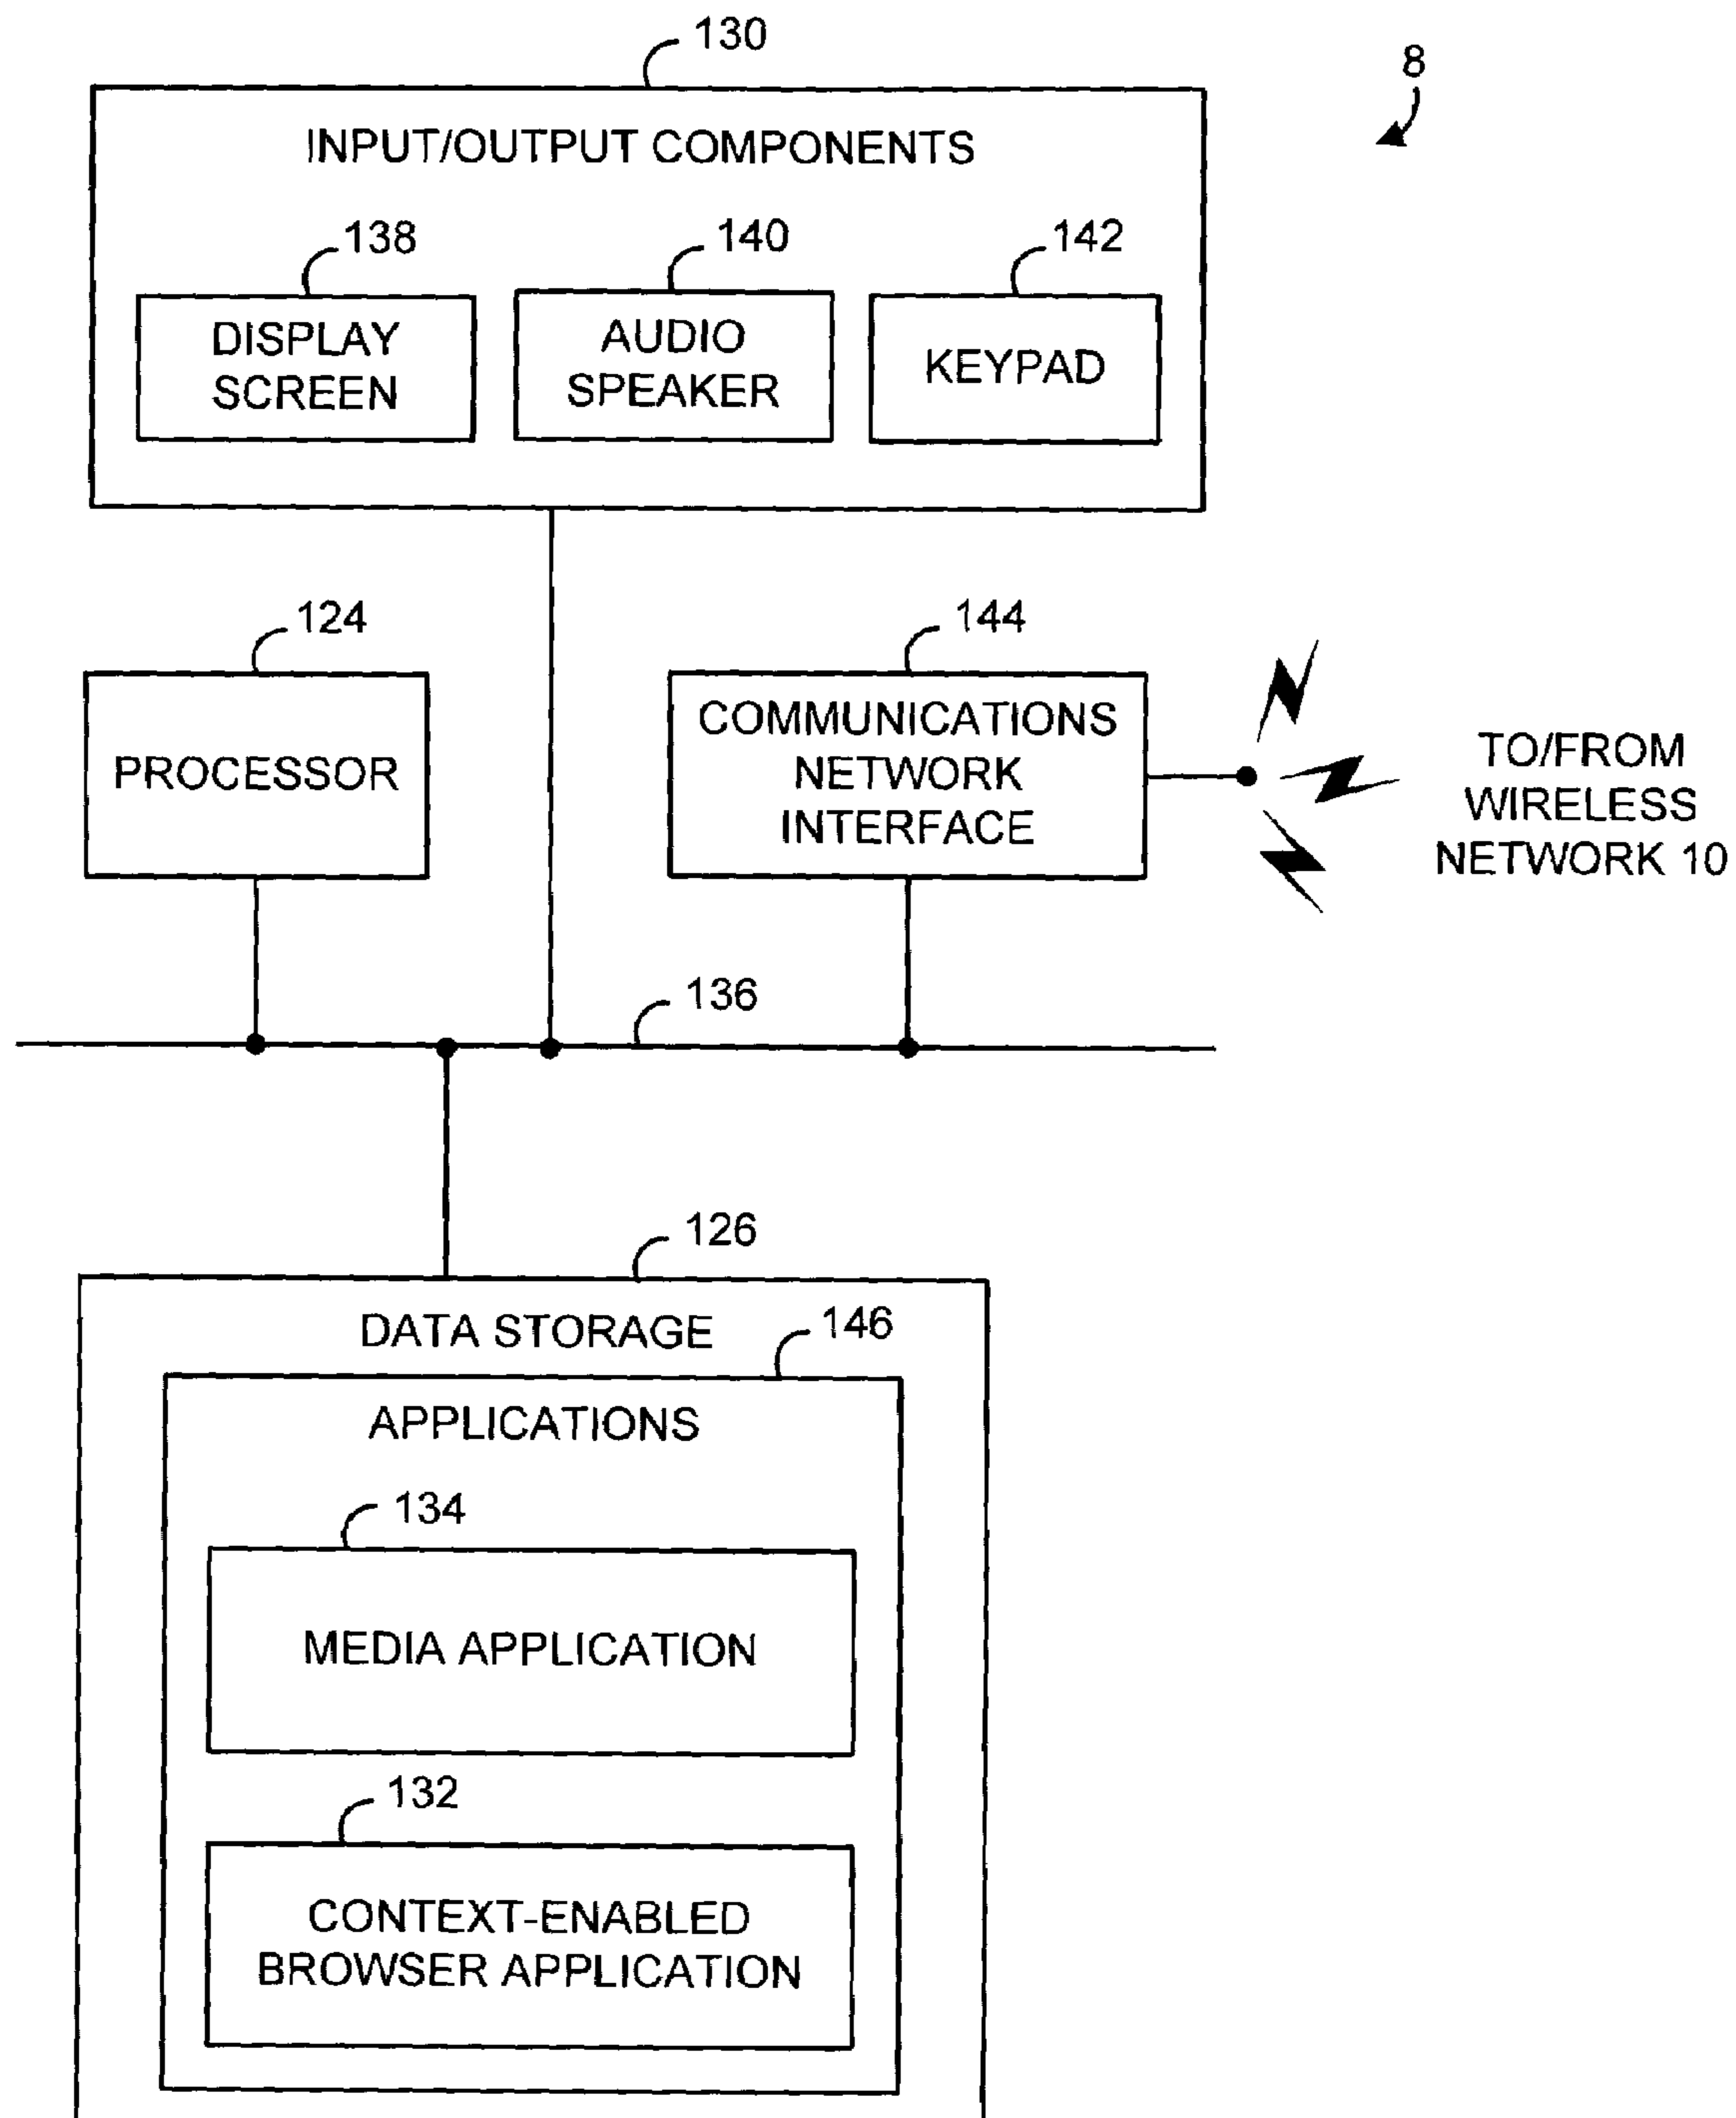 130
8
INPUT/OUTPUT COMPONENTS
138
140
142
DISPLAY
SCREEN
AUDIO
SPEAKER
KEYPAD
124
144
PROCESSOR
COMMUNICATIONS
NETWORK
INTERFACE
TO/FROM
WIRELESS
NETWORK 10
136
126
DATA STORAGE
146
APPLICATIONS
134
MEDIA APPLICATION
132
CONTEXT-ENABLED
BROWSER APPLICATION